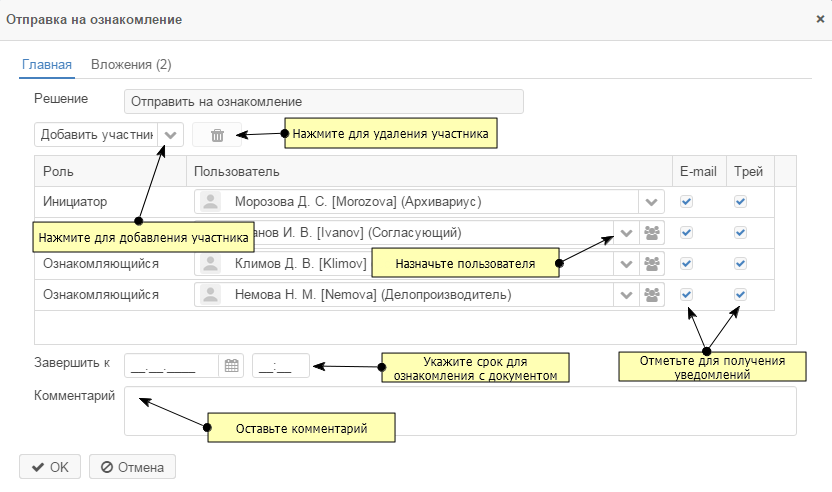 Отправка на ознакомление
Главная Вложения (2)
Решение Отправить на ознакомление
Добавить участник
Нажмите для удаления участника
Роль Пользователь E-mail Трей
Инициатор Морозова Д. С. [Morozova] (Архивариус)
Нажмите для добавления участника
И. В. [Ivanov] (Согласующий)
Ознакомляющийся Климов Д. В. [Klimov]
Назначьте пользователя
Ознакомляющийся Немова Н. М. [Nemova] (Делопроизводитель)
Завершить к __.__.____ __:__
Укажите срок для
ознакомления с документом
Отметьте для получения
уведомлений
Комментарий
Оставьте комментарий
OK Отмена